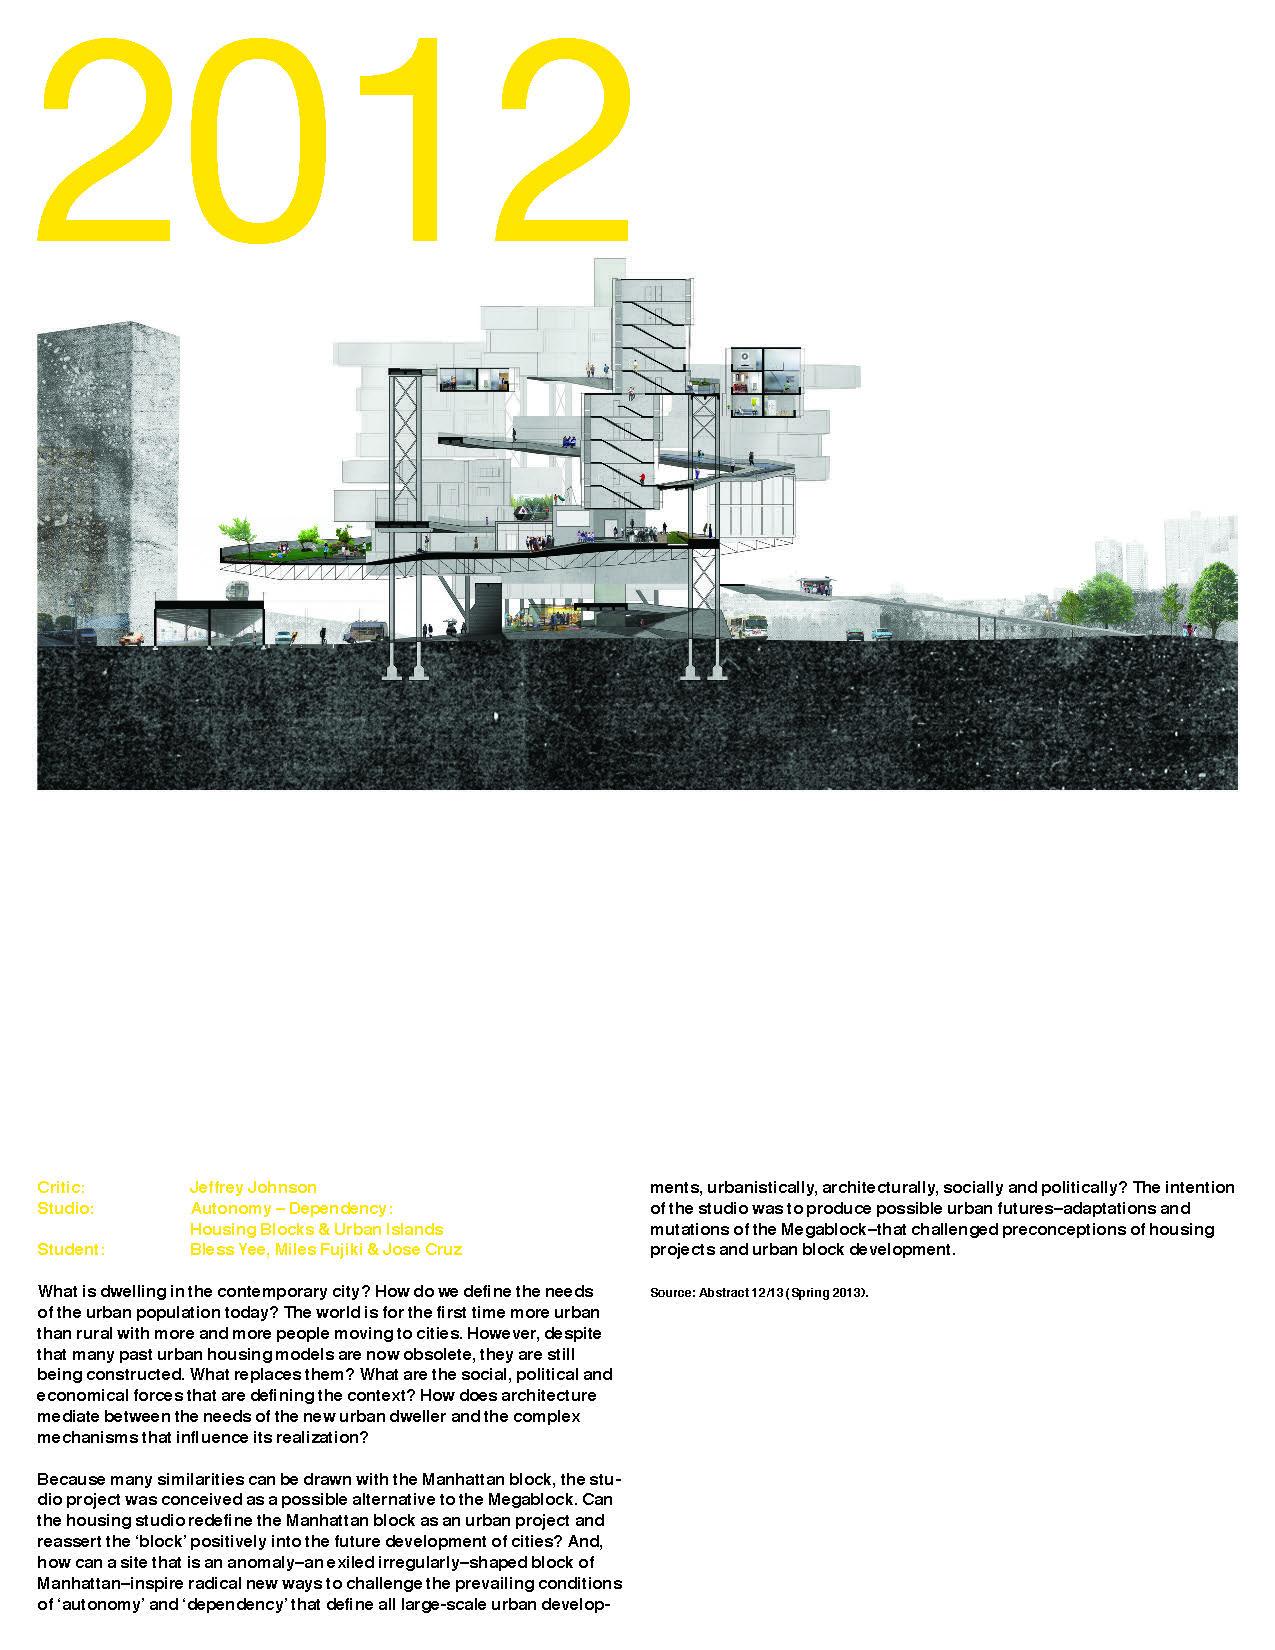 2012
Critic: Jeffrey Johnson
Studio: Autonomy – Dependency:
Housing Blocks & Urban Islands
Student: Bless Yee, Miles Fujiki & Jose Cruz
What is dwelling in the contemporary city? How do we define the needs
of the urban population today? The world is for the first time more urban
than rural with more and more people moving to cities. However, despite
that many past urban housing models are now obsolete, they are still
being constructed. What replaces them? What are the social, political and
economical forces that are defining the context? How does architecture
mediate between the needs of the new urban dweller and the complex
mechanisms that influence its realization?
Because many similarities can be drawn with the Manhattan block, the stu-
dio project was conceived as a possible alternative to the Megablock. Can
the housing studio redefine the Manhattan block as an urban project and
reassert the ‘block’ positively into the future development of cities? And,
how can a site that is an anomaly–an exiled irregularly–shaped block of
Manhattan–inspire radical new ways to challenge the prevailing conditions
of ‘autonomy’ and ‘dependency’ that define all large-scale urban develop-
ments, urbanistically, architecturally, socially and politically? The intention
of the studio was to produce possible urban futures–adaptations and
mutations of the Megablock–that challenged preconceptions of housing
projects and urban block development.
Source: Abstract 12/13 (Spring 2013).